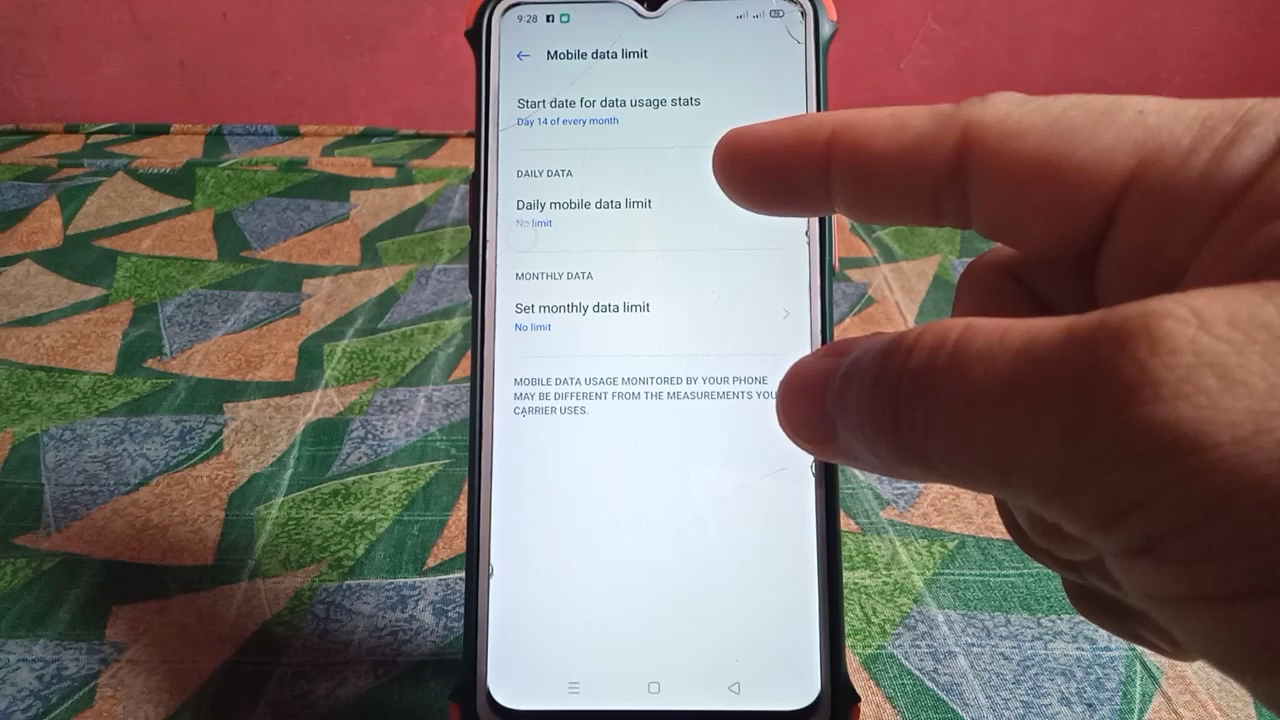 9:28
Mobile data limit
Start date for data usage stats
Day 14 of every month
DAILY DATA
Daily mobile data limit
No limit
MONTHLY DATA
Set monthly data limit
No limit
MOBILE DATA USAGE MONITORED BY YOUR PHONE
MAY BE DIFFERENT FROM THE MEASUREMENTS YOU
CARRIER USES.